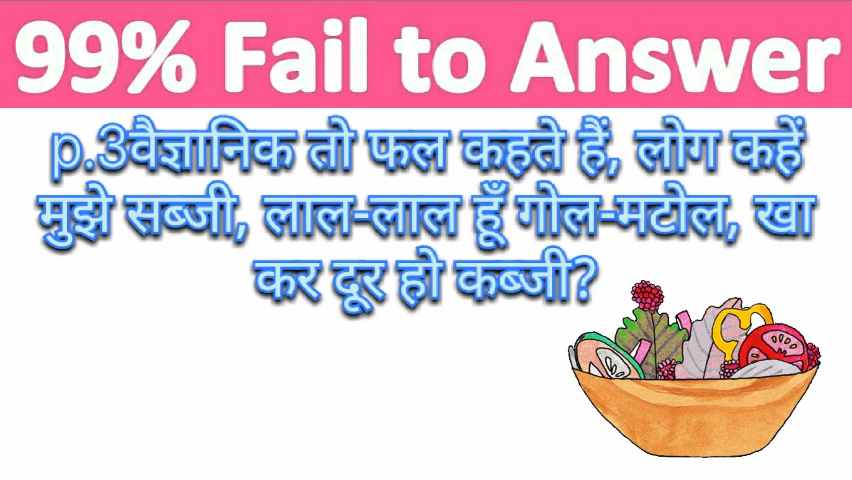 99% Fail to Answer
p.3वैज्ञानिक तो फल कहते हैं, लोग कहें
मुझे सब्जी, लाल-लाल हूँ गोल-मटोल, खा
कर दूर हो कब्जी?